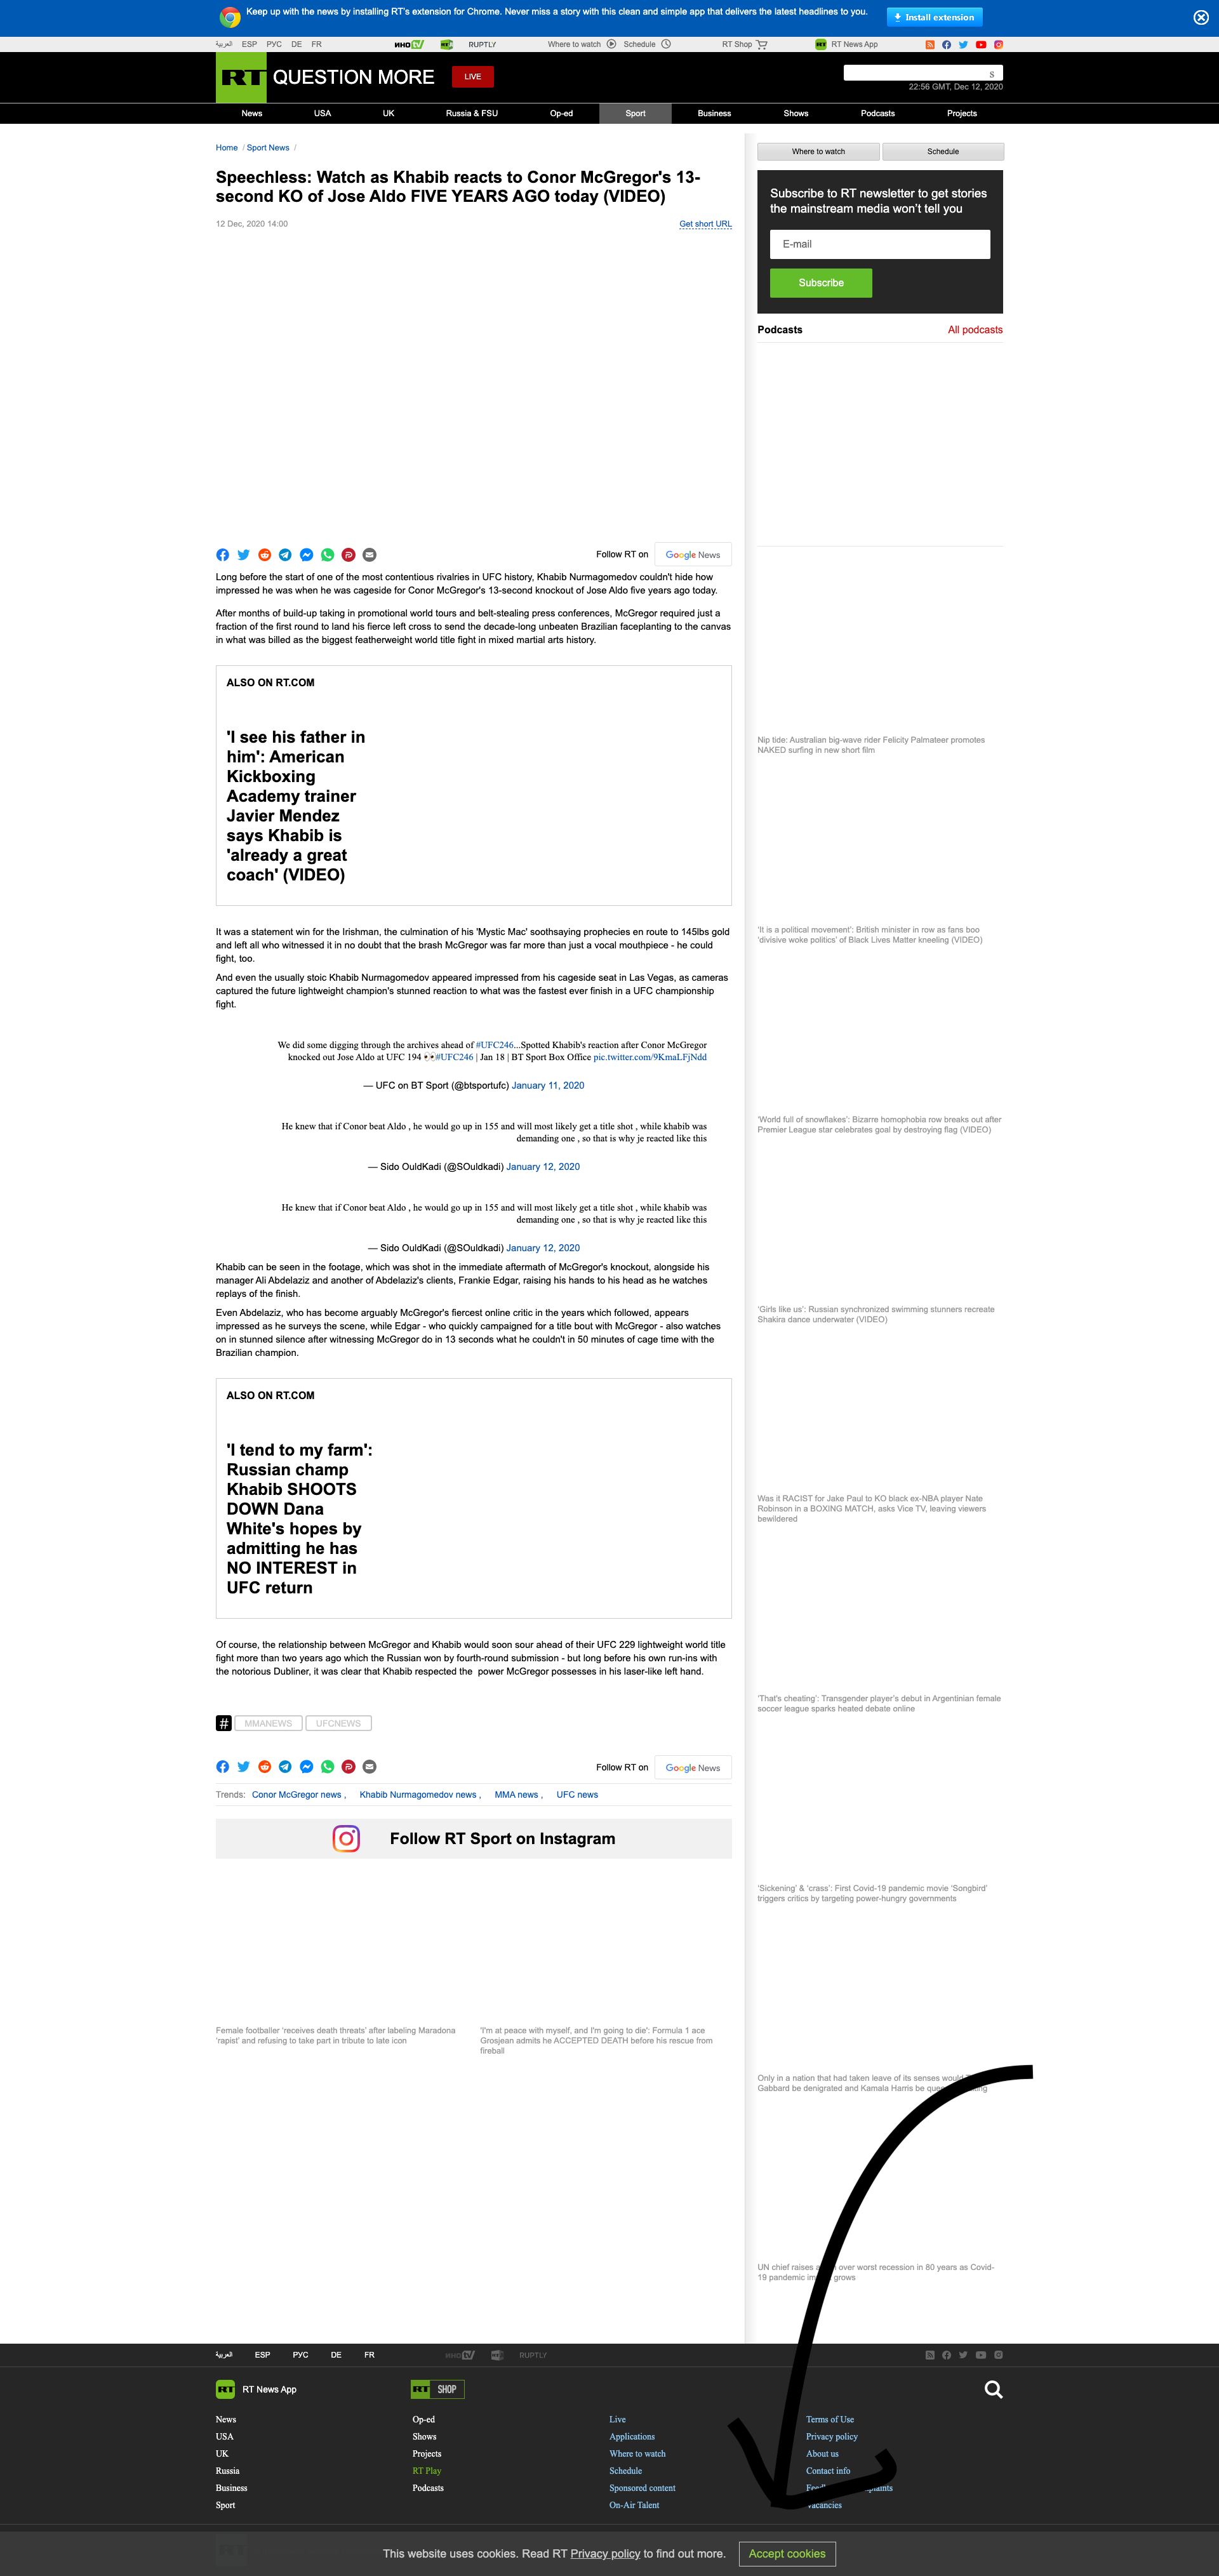 Keep up with the news by installing RT's extension for Chrome. Never miss a story with this clean and simple app that delivers the latest headlines to you.
Install extension
العربية ESP РУС DE FR ИНОTV RUPTLY Where to watch Schedule RT Shop RT News App
RT QUESTION MORE LIVE
S
22:56 GMT, Dec 12, 2020
News USA UK Russia & FSU Op-ed Sport Business Shows Podcasts Projects
Home / Sport News /
Speechless: Watch as Khabib reacts to Conor McGregor's 13-
second KO of Jose Aldo FIVE YEARS AGO today (VIDEO)
12 Dec, 2020 14:00
Get short URL
Follow RT on Google News
Long before the start of one of the most contentious rivalries in UFC history, Khabib Nurmagomedov couldn't hide how
impressed he was when he was cageside for Conor McGregor's 13-second knockout of Jose Aldo five years ago today.
After months of build-up taking in promotional world tours and belt-stealing press conferences, McGregor required just a
fraction of the first round to land his fierce left cross to send the decade-long unbeaten Brazilian faceplanting to the canvas
in what was billed as the biggest featherweight world title fight in mixed martial arts history.
ALSO ON RT.COM
'I see his father in
him': American
Kickboxing
Academy trainer
Javier Mendez
says Khabib is
'already a great
coach' (VIDEO)
It was a statement win for the Irishman, the culmination of his 'Mystic Mac' soothsaying prophecies en route to 145lbs gold
and left all who witnessed it in no doubt that the brash McGregor was far more than just a vocal mouthpiece - he could
fight, too.
And even the usually stoic Khabib Nurmagomedov appeared impressed from his cageside seat in Las Vegas, as cameras
captured the future lightweight champion's stunned reaction to what was the fastest ever finish in a UFC championship
fight.
We did some digging through the archives ahead of #UFC246...Spotted Khabib's reaction after Conor McGregor
knocked out Jose Aldo at UFC 194 👀#UFC246 | Jan 18 | BT Sport Box Office pic.twitter.com/9KmaLFjNdd
— UFC on BT Sport (@btsportufc) January 11, 2020
He knew that if Conor beat Aldo , he would go up in 155 and will most likely get a title shot , while khabib was
demanding one , so that is why je reacted like this
— Sido OuldKadi (@SOuldkadi) January 12, 2020
He knew that if Conor beat Aldo , he would go up in 155 and will most likely get a title shot , while khabib was
demanding one , so that is why je reacted like this
— Sido OuldKadi (@SOuldkadi) January 12, 2020
Khabib can be seen in the footage, which was shot in the immediate aftermath of McGregor's knockout, alongside his
manager Ali Abdelaziz and another of Abdelaziz's clients, Frankie Edgar, raising his hands to his head as he watches
replays of the finish.
Even Abdelaziz, who has become arguably McGregor's fiercest online critic in the years which followed, appears
impressed as he surveys the scene, while Edgar - who quickly campaigned for a title bout with McGregor - also watches
on in stunned silence after witnessing McGregor do in 13 seconds what he couldn't in 50 minutes of cage time with the
Brazilian champion.
ALSO ON RT.COM
'I tend to my farm':
Russian champ
Khabib SHOOTS
DOWN Dana
White's hopes by
admitting he has
NO INTEREST in
UFC return
Of course, the relationship between McGregor and Khabib would soon sour ahead of their UFC 229 lightweight world title
fight more than two years ago which the Russian won by fourth-round submission - but long before his own run-ins with
the notorious Dubliner, it was clear that Khabib respected the power McGregor possesses in his laser-like left hand.
# MMANEWS UFCNEWS
Follow RT on Google News
Trends: Conor McGregor news , Khabib Nurmagomedov news , MMA news , UFC news
Follow RT Sport on Instagram
Female footballer 'receives death threats' after labeling Maradona
'rapist' and refusing to take part in tribute to late icon
'I'm at peace with myself, and I'm going to die': Formula 1 ace
Grosjean admits he ACCEPTED DEATH before his rescue from
fireball
Where to watch Schedule
Subscribe to RT newsletter to get stories
the mainstream media won't tell you
E-mail
Subscribe
Podcasts All podcasts
Nip tide: Australian big-wave rider Felicity Palmateer promotes
NAKED surfing in new short film
'It is a political movement': British minister in row as fans boo
'divisive woke politics' of Black Lives Matter kneeling (VIDEO)
'World full of snowflakes': Bizarre homophobia row breaks out after
Premier League star celebrates goal by destroying flag (VIDEO)
'Girls like us': Russian synchronized swimming stunners recreate
Shakira dance underwater (VIDEO)
Was it RACIST for Jake Paul to KO black ex-NBA player Nate
Robinson in a BOXING MATCH, asks Vice TV, leaving viewers
bewildered
'That's cheating': Transgender player's debut in Argentinian female
soccer league sparks heated debate online
'Sickening' & 'crass': First Covid-19 pandemic movie 'Songbird'
triggers critics by targeting power-hungry governments
Only in a nation that had taken leave of its senses would
Gabbard be denigrated and Kamala Harris be
UN chief raises over worst recession in 80 years as Covid-
19 pandemic grows
العربية ESP РУС DE FR ИНОTV RUPTLY
RT News App RT SHOP
News Op-ed Live Terms of Use
USA Shows Applications Privacy policy
UK Projects Where to watch About us
Russia RT Play Schedule Contact info
Business Podcasts Sponsored content
Sport On-Air Talent Vacancies
This website uses cookies. Read RT Privacy policy to find out more. Accept cookies